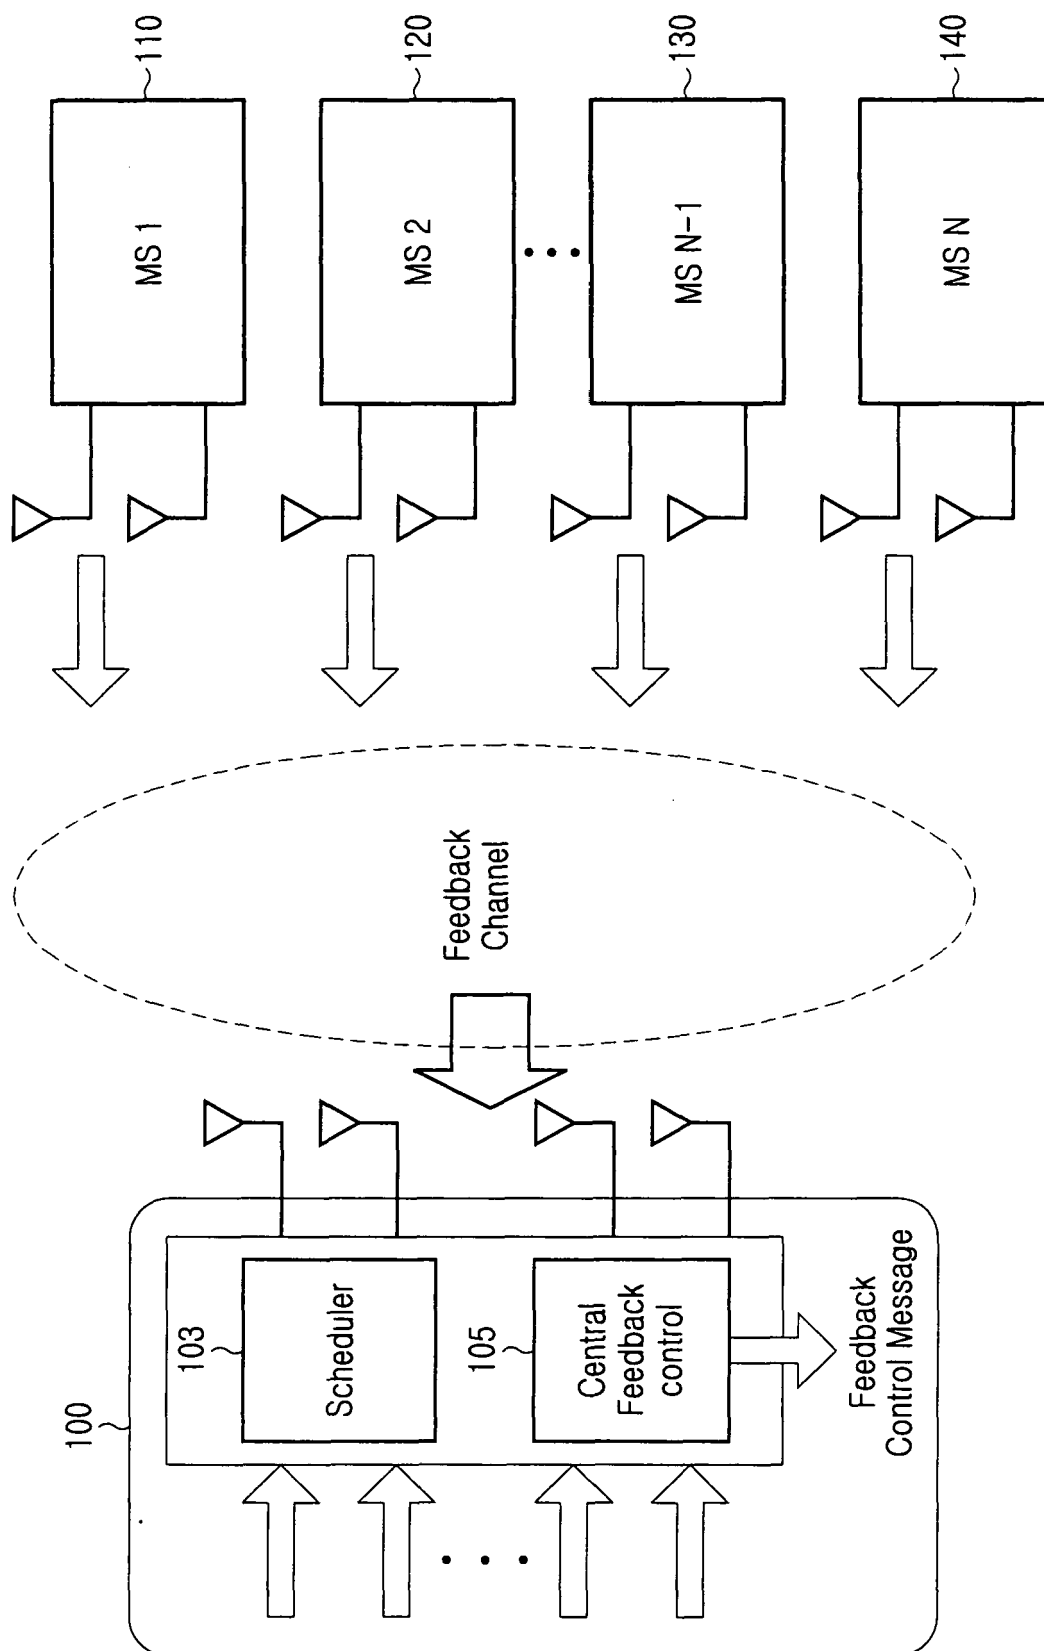 100
103
Scheduler
105
Central
Feedback
control
Feedback
Control Message
Feedback
Channel
MS 1
110
MS 2
120
MS N-1
130
MS N
140